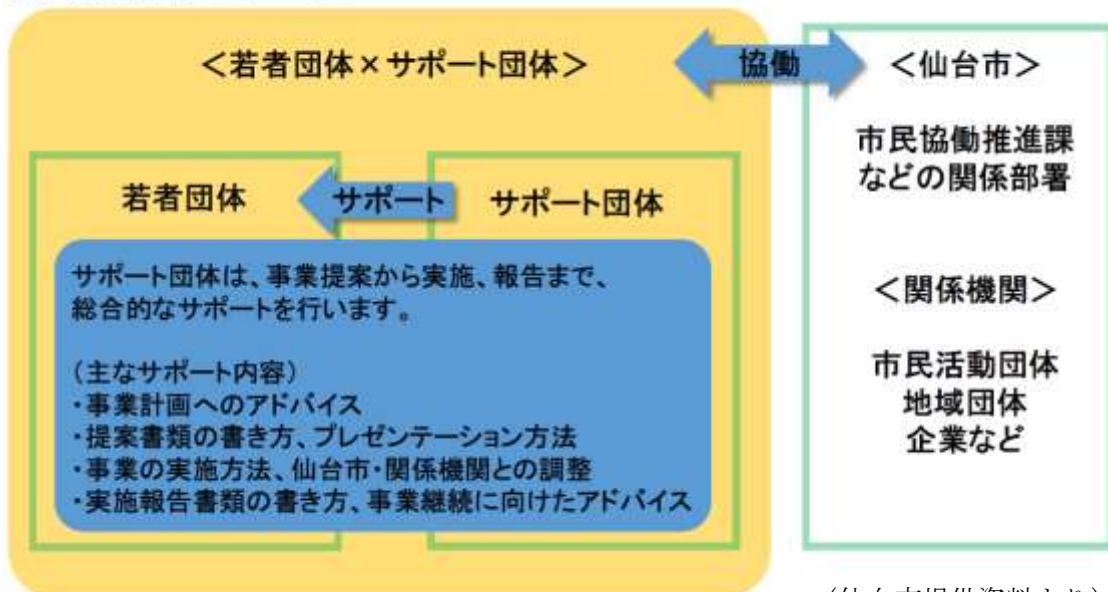 ＜若者団体×サポート団体＞
協働
＜仙台市＞
市民協働推進課
などの関係部署
若者団体
サポート
サポート団体
サポート団体は、事業提案から実施、報告まで、
総合的なサポートを行います。
（主なサポート内容）
・事業計画へのアドバイス
・提案書類の書き方、プレゼンテーション方法
・事業の実施方法、仙台市・関係機関との調整
・実施報告書類の書き方、事業継続に向けたアドバイス
＜関係機関＞
市民活動団体
地域団体
企業など